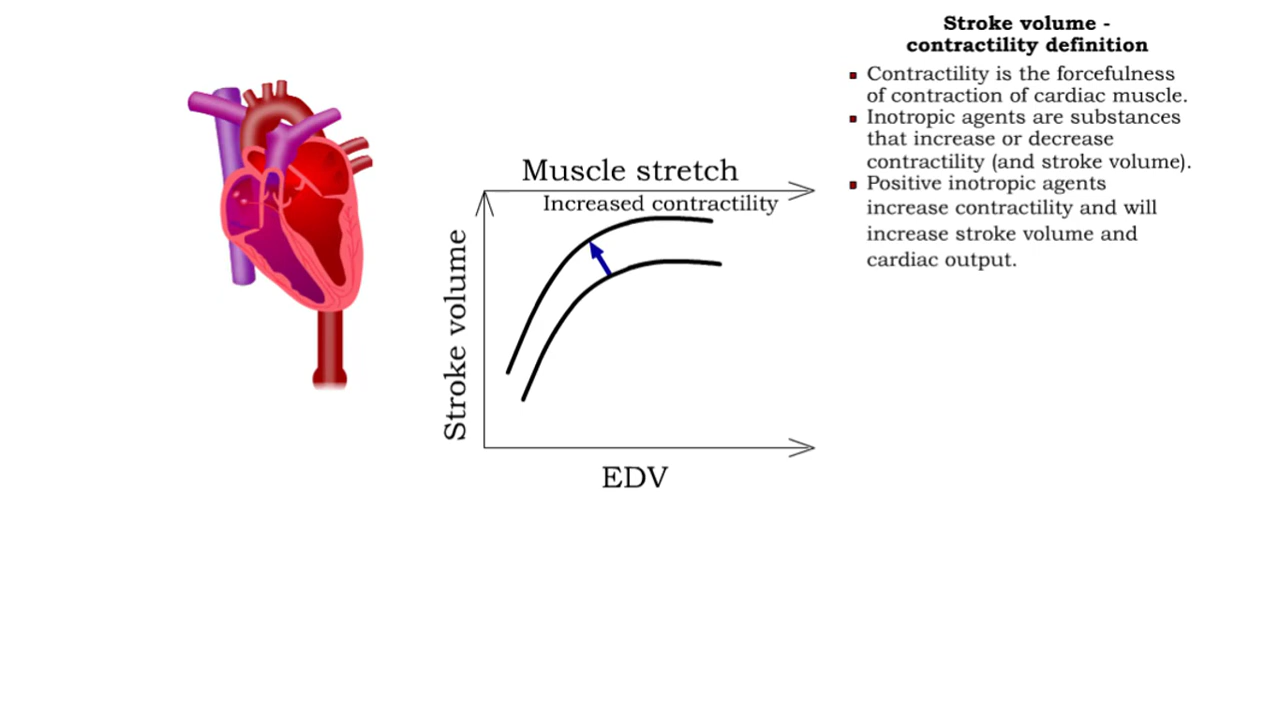 Stroke volume -
contractility definition
Contractility is the forcefulness
of contraction of cardiac muscle.
Inotropic agents are substances
that increase or decrease
contractility (and stroke volume).
Positive inotropic agents
increase contractility and will
increase stroke volume and
cardiac output.
Muscle stretch
Increased contractility
Stroke volume
EDV